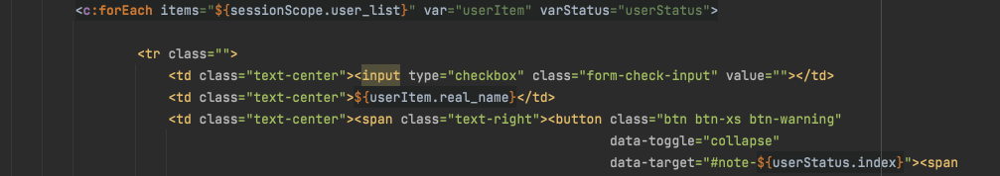 <c:forEach items="${sessionScope.user_list}" var="userItem" varStatus="userStatus">
<tr class="">
<td class="text-center"><input type="checkbox" class="form-check-input" value=""></td>
<td class="text-center">${userItem.real_name}</td>
<td class="text-center"><span class="text-right"><button class="btn btn-xs btn-warning"
data-toggle="collapse"
data-target="#note-${userStatus.index}"><span